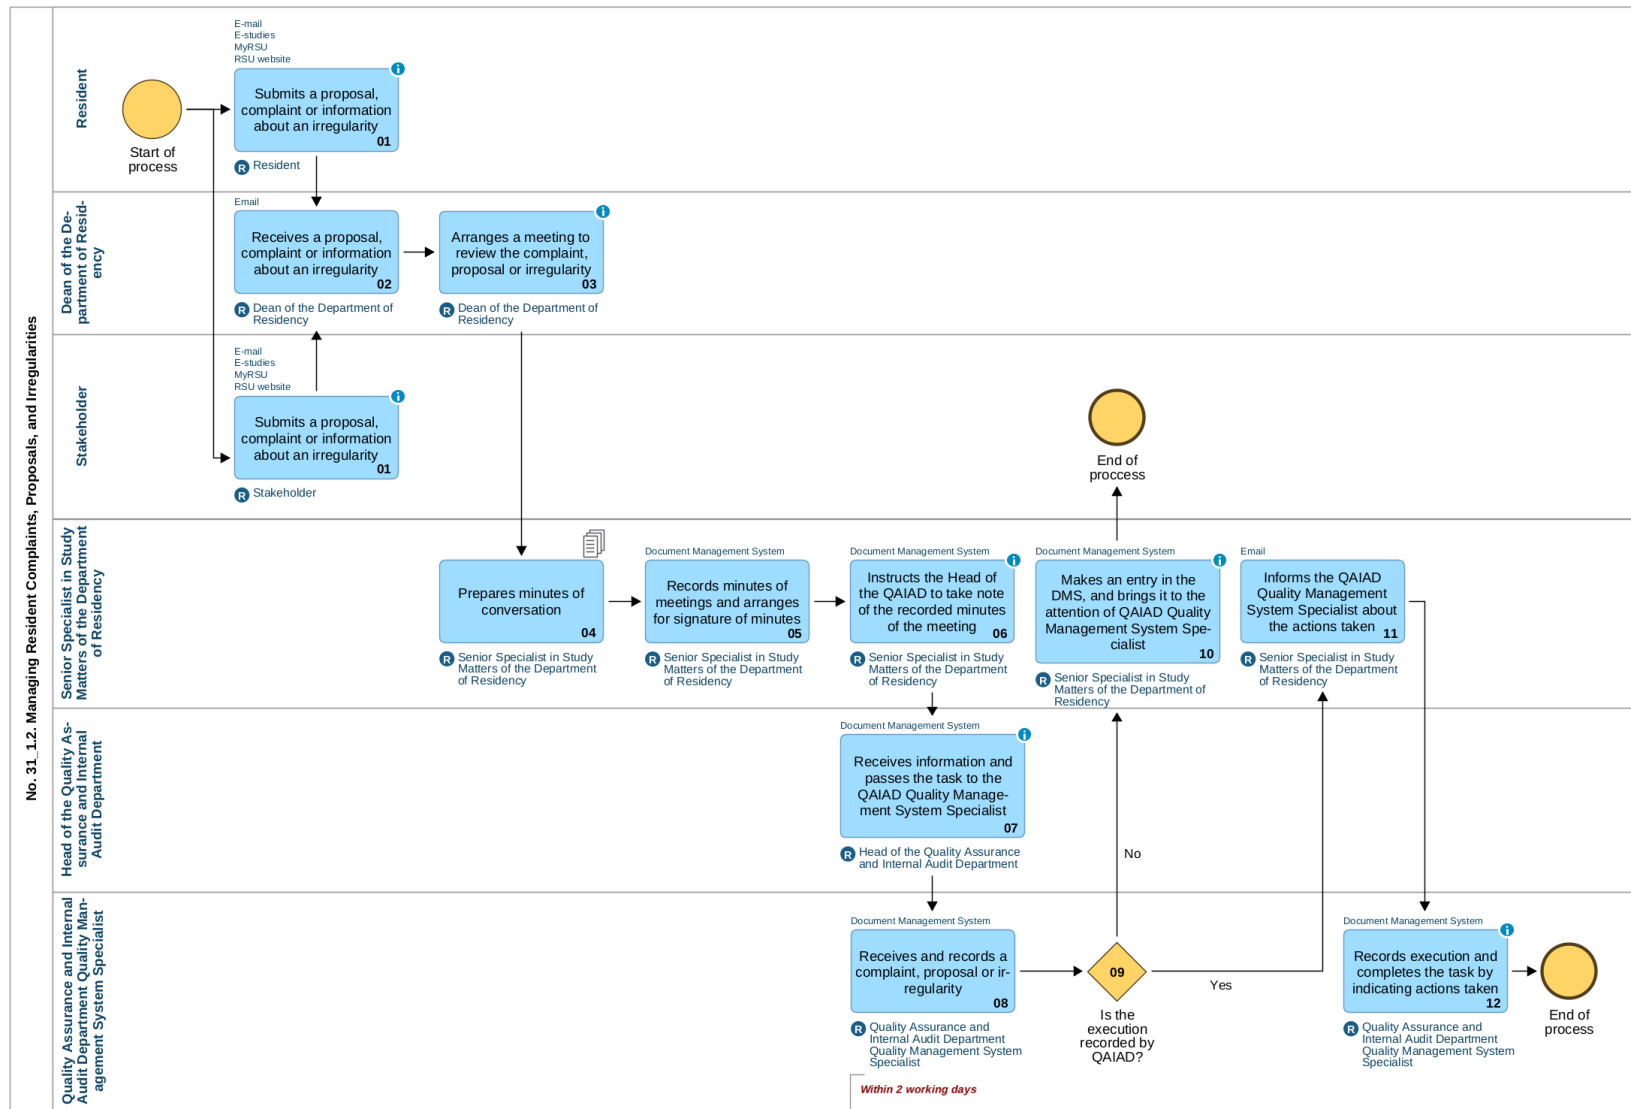 No. 31_1.2. Managing Resident Complaints, Proposals, and Irregularities
Resident
Start of
process
E-mail
E-studies
MyRSU
RSU website
Submits a proposal,
complaint or information
about an irregularity
01
R Resident
Dean of the De-
partment of Resid-
ency
Email
Receives a proposal,
complaint or information
about an irregularity
02
R Dean of the Department of
Residency
Arranges a meeting to
review the complaint,
proposal or irregularity
03
R Dean of the Department of
Residency
Stakeholder
E-mail
E-studies
MyRSU
RSU website
Submits a proposal,
complaint or information
about an irregularity
01
R Stakeholder
End of
proccess
Senior Specialist in Study
Matters of the Department
of Residency
Prepares minutes of
conversation
04
R Senior Specialist in Study
Matters of the Department
of Residency
Document Management System
Records minutes of
meetings and arranges
for signature of minutes
05
R Senior Specialist in Study
Matters of the Department
of Residency
Document Management System
Instructs the Head of
the QAIAD to take note
of the recorded minutes
of the meeting
06
R Senior Specialist in Study
Matters of the Department
of Residency
Document Management System
Makes an entry in the
DMS, and brings it to the
attention of QAIAD Quality
Management System Spe-
cialist
10
R Senior Specialist in Study
Matters of the Department of
Residency
Email
Informs the QAIAD
Quality Management
System Specialist about
the actions taken
11
R Senior Specialist in Study
Matters of the Department
of Residency
Head of the Quality As-
surance and Internal
Audit Department
Document Management System
Receives information and
passes the task to the
QAIAD Quality Manage-
ment System Specialist
07
R Head of the Quality Assurance
and Internal Audit Department
No
Quality Assurance and Internal
Audit Department Quality Man-
agement System Specialist
Document Management System
Receives and records a
complaint, proposal or ir-
regularity
08
R Quality Assurance and
Internal Audit Department
Quality Management System
Specialist
Within 2 working days
09
Is the
execution
recorded by
QAIAD?
Yes
Document Management System
Records execution and
completes the task by
indicating actions taken
12
R Quality Assurance and
Internal Audit Department
Quality Management System
Specialist
End of
process